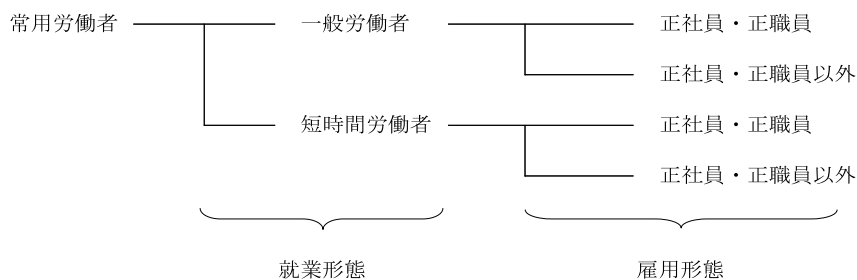 常用労働者 一般労働者 正社員・正職員
正社員・正職員以外
短時間労働者 正社員・正職員
正社員・正職員以外
就業形態 雇用形態